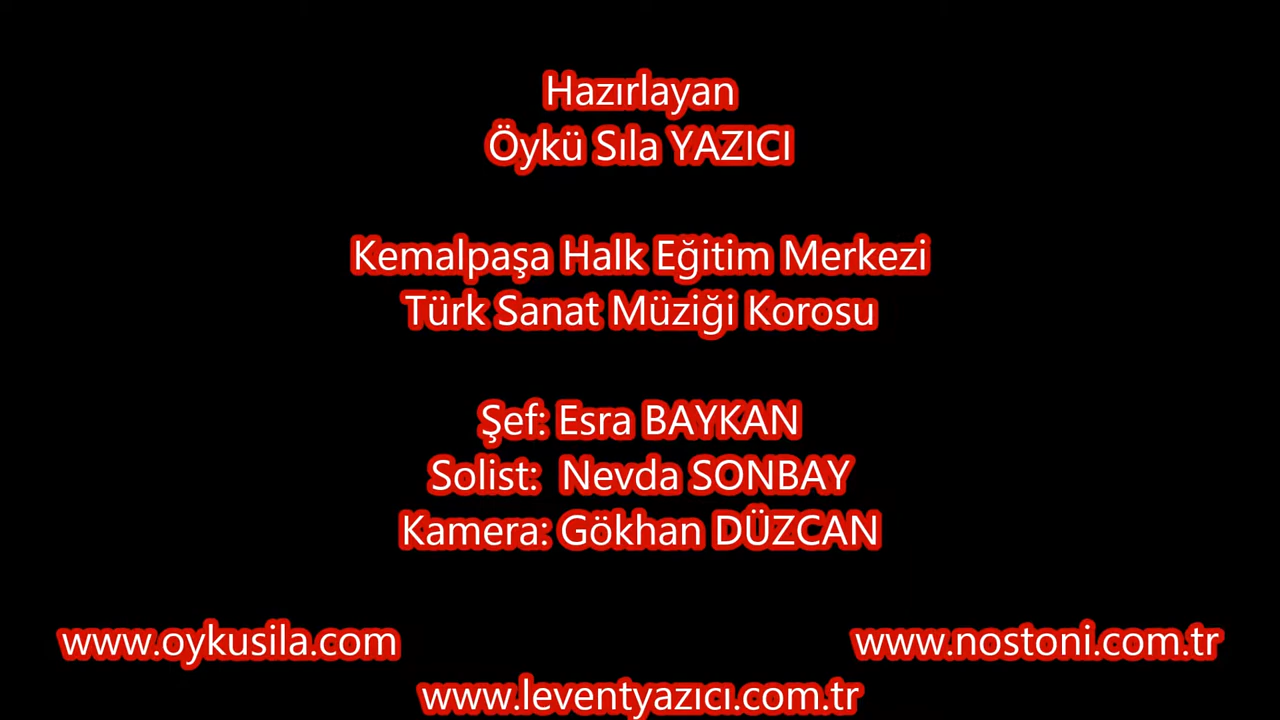 Hazırlayan
Öykü Sıla YAZICI
Kemalpaşa Halk Eğitim Merkezi
Türk Sanat Müziği Korosu
Şef: Esra BAYKAN
Solist:  Nevda SONBAY
Kamera: Gökhan DÜZCAN
www.oykusila.com
www.nostoni.com.tr
www.leventyazıcı.com.tr